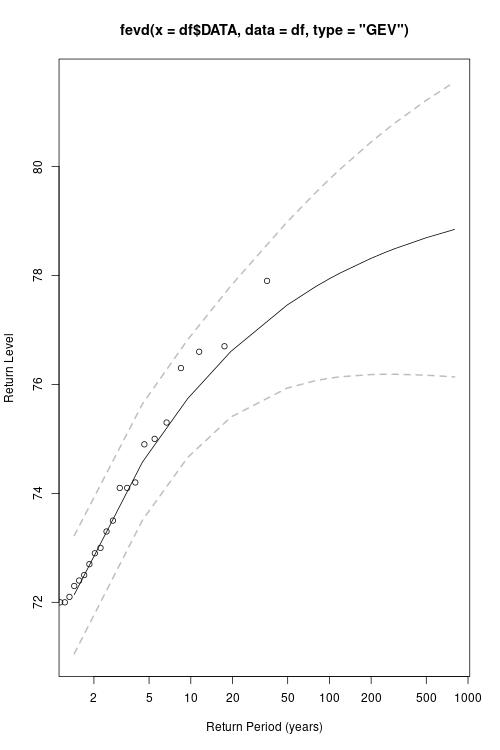 fevd(x = df$DATA, data = df, type = "GEV")
80
78
76
74
72
Return Level
2 5 10 20 50 100 200 500 1000
Return Period (years)